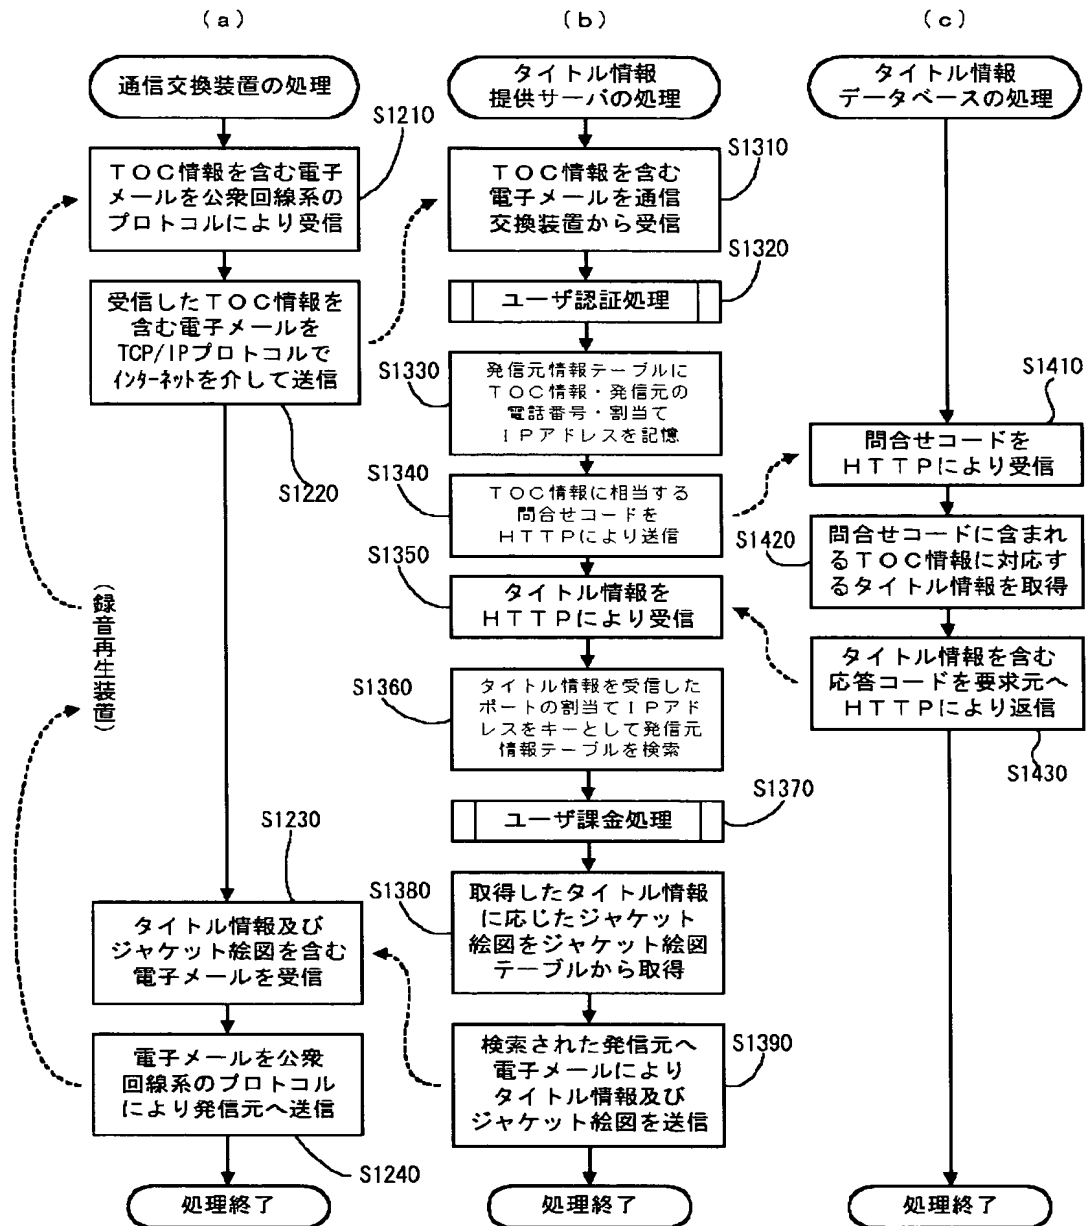 （ａ）
通信交換装置の処理
S1210
ＴＯＣ情報を含む電子
メールを公衆回線系の
プロトコルにより受信
受信したＴＯＣ情報を
含む電子メールを
TCP/IPプロトコルで
インターネットを介して送信
S1220
（録音再生装置）
S1230
タイトル情報及び
ジャケット絵図を含む
電子メールを受信
電子メールを公衆
回線系のプロトコル
により発信元へ送信
S1240
処理終了
（ｂ）
タイトル情報
提供サーバの処理
S1310
ＴＯＣ情報を含む
電子メールを通信
交換装置から受信
S1320
ユーザ認証処理
S1330
発信元情報テーブルに
ＴＯＣ情報・発信元の
電話番号・割当て
ＩＰアドレスを記憶
S1340
ＴＯＣ情報に相当する
問合せコードを
ＨＴＴＰにより送信
S1350
タイトル情報を
ＨＴＴＰにより受信
S1360
タイトル情報を受信した
ポートの割当てＩＰアド
レスをキーとして発信元
情報テーブルを検索
S1370
ユーザ課金処理
S1380
取得したタイトル情報
に応じたジャケット
絵図をジャケット絵図
テーブルから取得
S1390
検索された発信元へ
電子メールにより
タイトル情報及び
ジャケット絵図を送信
処理終了
（ｃ）
タイトル情報
データベースの処理
S1410
問合せコードを
ＨＴＴＰにより受信
S1420
問合せコードに含まれ
るＴＯＣ情報に対応す
るタイトル情報を取得
タイトル情報を含む
応答コードを要求元へ
ＨＴＴＰにより返信
S1430
処理終了